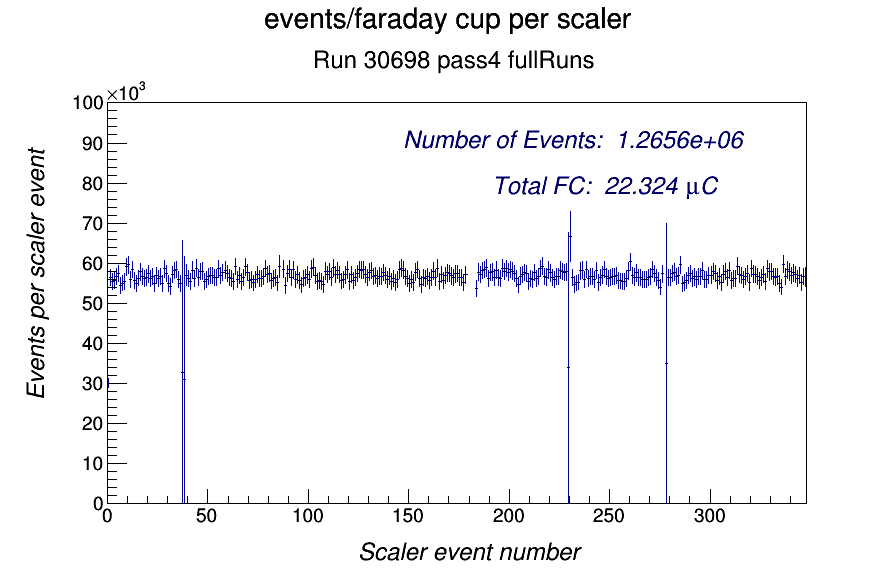 events/faraday cup per scaler
Run 30698 pass4 fullRuns
×10³
100
90
80
70
60
50
40
30
20
10
0
Events per scaler event
Number of Events: 1.2656e+06
Total FC: 22.324 μC
0 50 100 150 200 250 300
Scaler event number